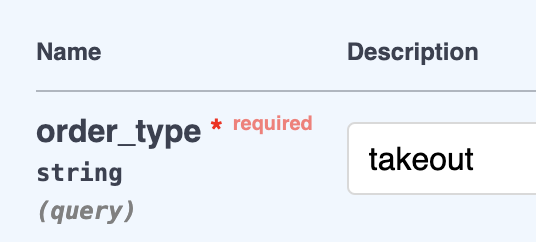 Name Description
order_type * required
takeout
string
(query)